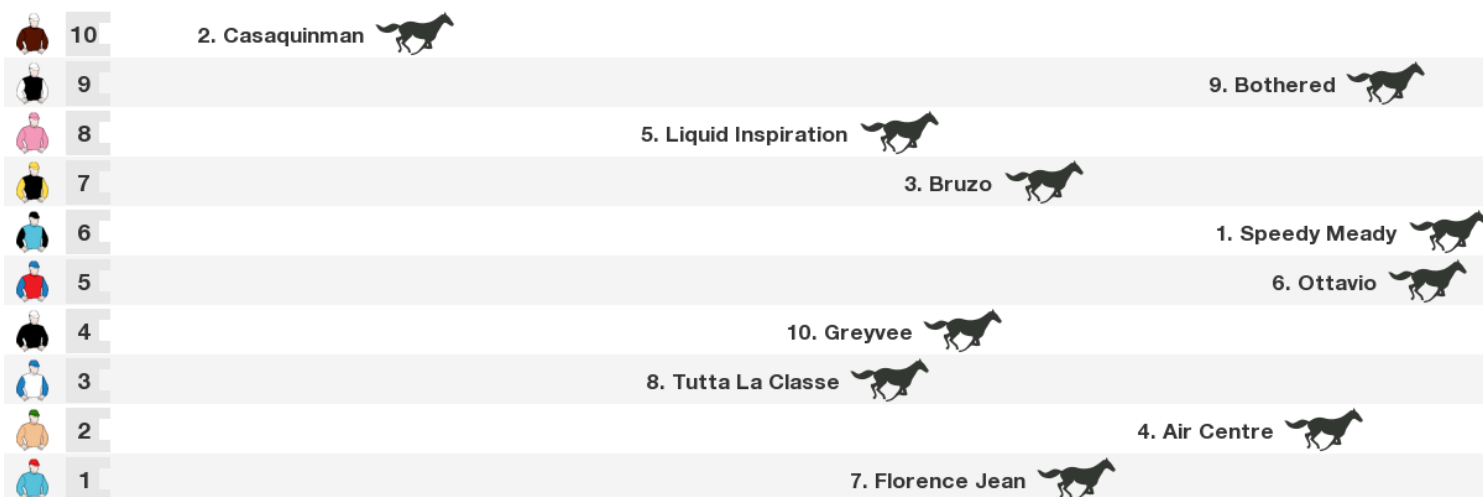 10 2. Casaquinman
9 9. Bothered
8 5. Liquid Inspiration
7 3. Bruzo
6 1. Speedy Meady
5 6. Ottavio
4 10. Greyvee
3 8. Tutta La Classe
2 4. Air Centre
1 7. Florence Jean